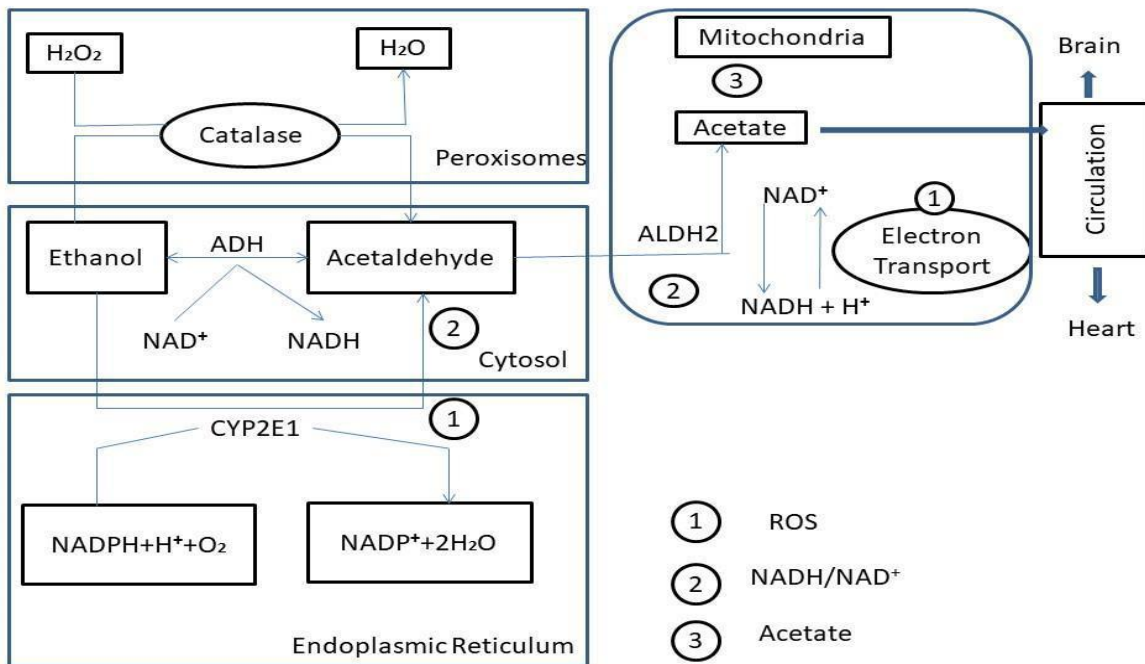 H₂O₂
H₂O
Catalase
Peroxisomes
Ethanol
ADH
Acetaldehyde
NAD⁺
NADH
2
Cytosol
1
CYP2E1
NADPH+H⁺+O₂
NADP⁺+2H₂O
Endoplasmic Reticulum
Mitochondria
3
Acetate
NAD⁺
1
ALDH2
Electron
Transport
2
NADH + H⁺
Brain
Circulation
Heart
1 ROS
2 NADH/NAD⁺
3 Acetate